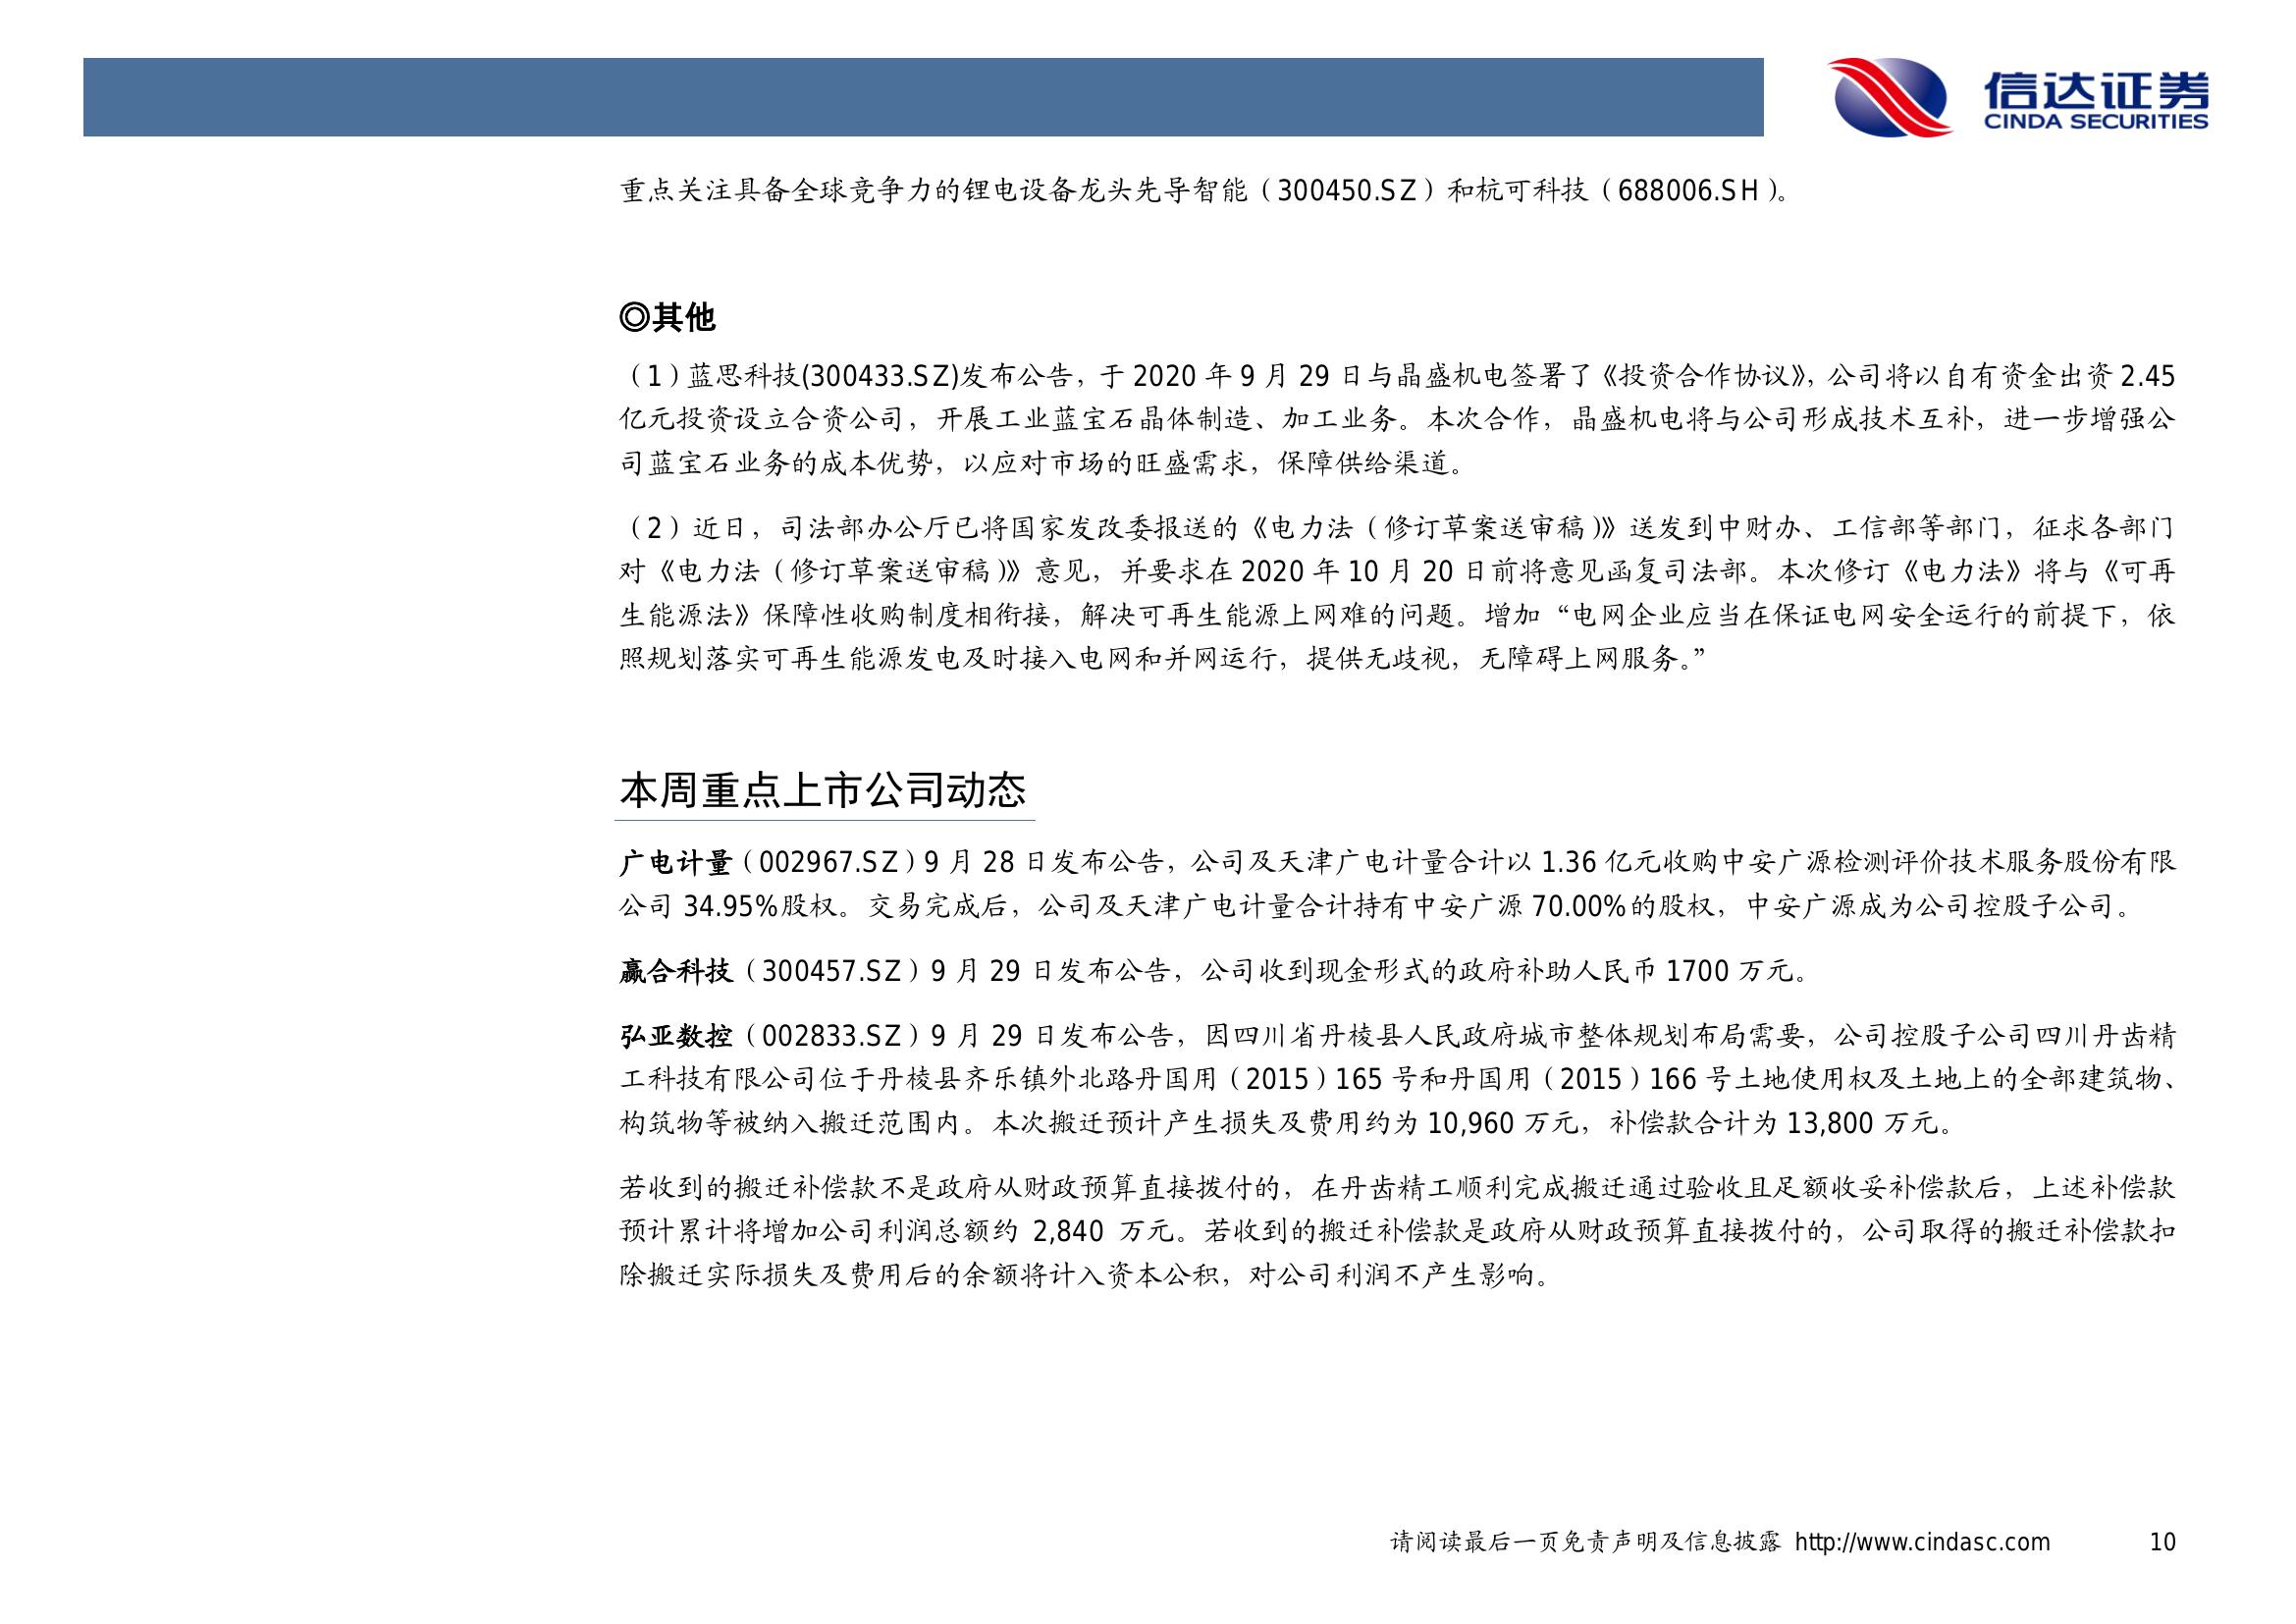 信达证券
CINDA SECURITIES
重点关注具备全球竞争力的锂电设备龙头先导智能（300450.SZ）和杭可科技（688006.SH）。
◎其他
（1）蓝思科技(300433.SZ)发布公告，于 2020 年 9 月 29 日与晶盛机电签署了《投资合作协议》，公司将以自有资金出资 2.45
亿元投资设立合资公司，开展工业蓝宝石晶体制造、加工业务。本次合作，晶盛机电将与公司形成技术互补，进一步增强公
司蓝宝石业务的成本优势，以应对市场的旺盛需求，保障供给渠道。
（2）近日，司法部办公厅已将国家发改委报送的《电力法（修订草案送审稿）》送发到中财办、工信部等部门，征求各部门
对《电力法（修订草案送审稿）》意见，并要求在 2020 年 10 月 20 日前将意见函复司法部。本次修订《电力法》将与《可再
生能源法》保障性收购制度相衔接，解决可再生能源上网难的问题。增加“电网企业应当在保证电网安全运行的前提下，依
照规划落实可再生能源发电及时接入电网和并网运行，提供无歧视，无障碍上网服务。”
本周重点上市公司动态
广电计量（002967.SZ）9 月 28 日发布公告，公司及天津广电计量合计以 1.36 亿元收购中安广源检测评价技术服务股份有限
公司 34.95%股权。交易完成后，公司及天津广电计量合计持有中安广源 70.00%的股权，中安广源成为公司控股子公司。
赢合科技（300457.SZ）9 月 29 日发布公告，公司收到现金形式的政府补助人民币 1700 万元。
弘亚数控（002833.SZ）9 月 29 日发布公告，因四川省丹棱县人民政府城市整体规划布局需要，公司控股子公司四川丹齿精
工科技有限公司位于丹棱县齐乐镇外北路丹国用（2015）165 号和丹国用（2015）166 号土地使用权及土地上的全部建筑物、
构筑物等被纳入搬迁范围内。本次搬迁预计产生损失及费用约为 10,960 万元，补偿款合计为 13,800 万元。
若收到的搬迁补偿款不是政府从财政预算直接拨付的，在丹齿精工顺利完成搬迁通过验收且足额收妥补偿款后，上述补偿款
预计累计将增加公司利润总额约 2,840 万元。若收到的搬迁补偿款是政府从财政预算直接拨付的，公司取得的搬迁补偿款扣
除搬迁实际损失及费用后的余额将计入资本公积，对公司利润不产生影响。
请阅读最后一页免责声明及信息披露 http://www.cindasc.com 10